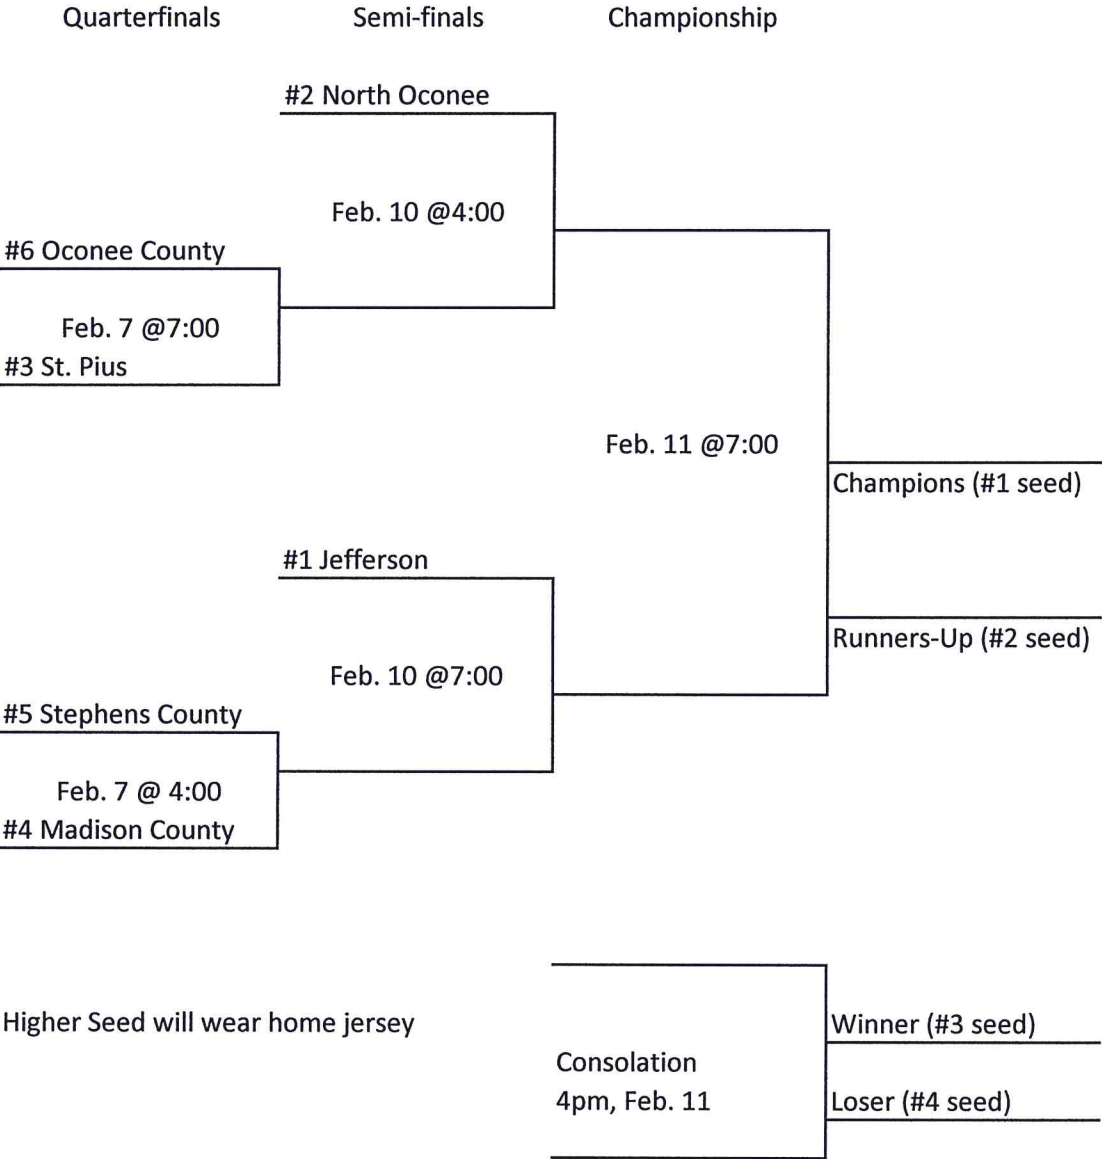 Quarterfinals Semi-finals Championship
#2 North Oconee
Feb. 10 @4:00
#6 Oconee County
Feb. 7 @7:00
#3 St. Pius
Feb. 11 @7:00
Champions (#1 seed)
#1 Jefferson
Runners-Up (#2 seed)
Feb. 10 @7:00
#5 Stephens County
Feb. 7 @ 4:00
#4 Madison County
Higher Seed will wear home jersey
Winner (#3 seed)
Consolation
4pm, Feb. 11
Loser (#4 seed)